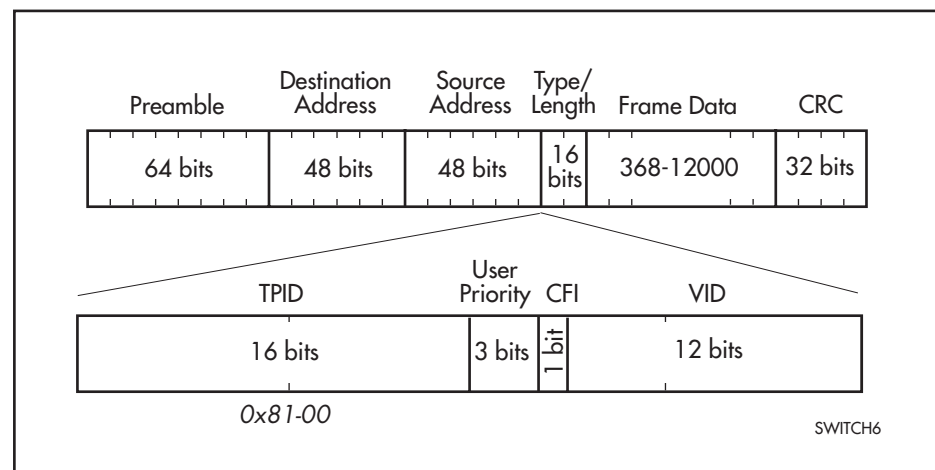 Preamble
Destination
Address
Source
Address
Type/
Length
Frame Data
CRC
64 bits
48 bits
48 bits
16
bits
368-12000
32 bits
TPID
User
Priority
CFI
VID
16 bits
3 bits
1 bit
12 bits
0x81-00
SWITCH6